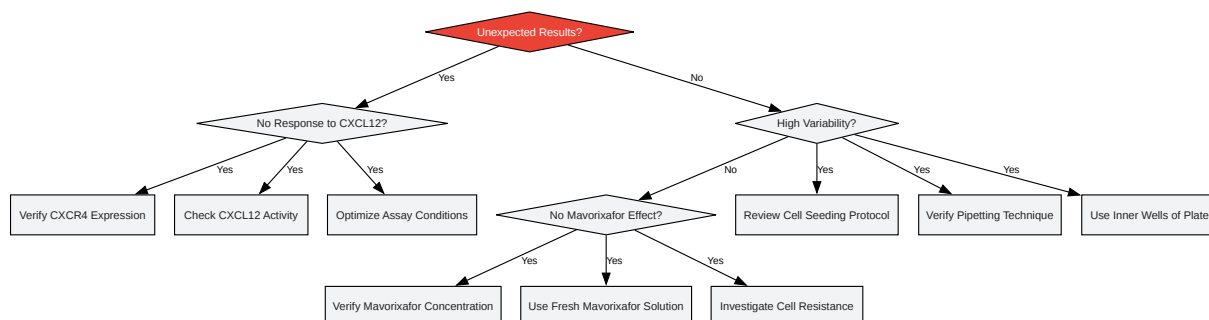 Unexpected Results?
Yes
No
No Response to CXCL12?
High Variability?
Yes
Yes
Yes
No
Yes
Yes
Yes
Verify CXCR4 Expression
Check CXCL12 Activity
Optimize Assay Conditions
No Mavorixafor Effect?
Review Cell Seeding Protocol
Verify Pipetting Technique
Use Inner Wells of Plate
Yes
Yes
Yes
Verify Mavorixafor Concentration
Use Fresh Mavorixafor Solution
Investigate Cell Resistance